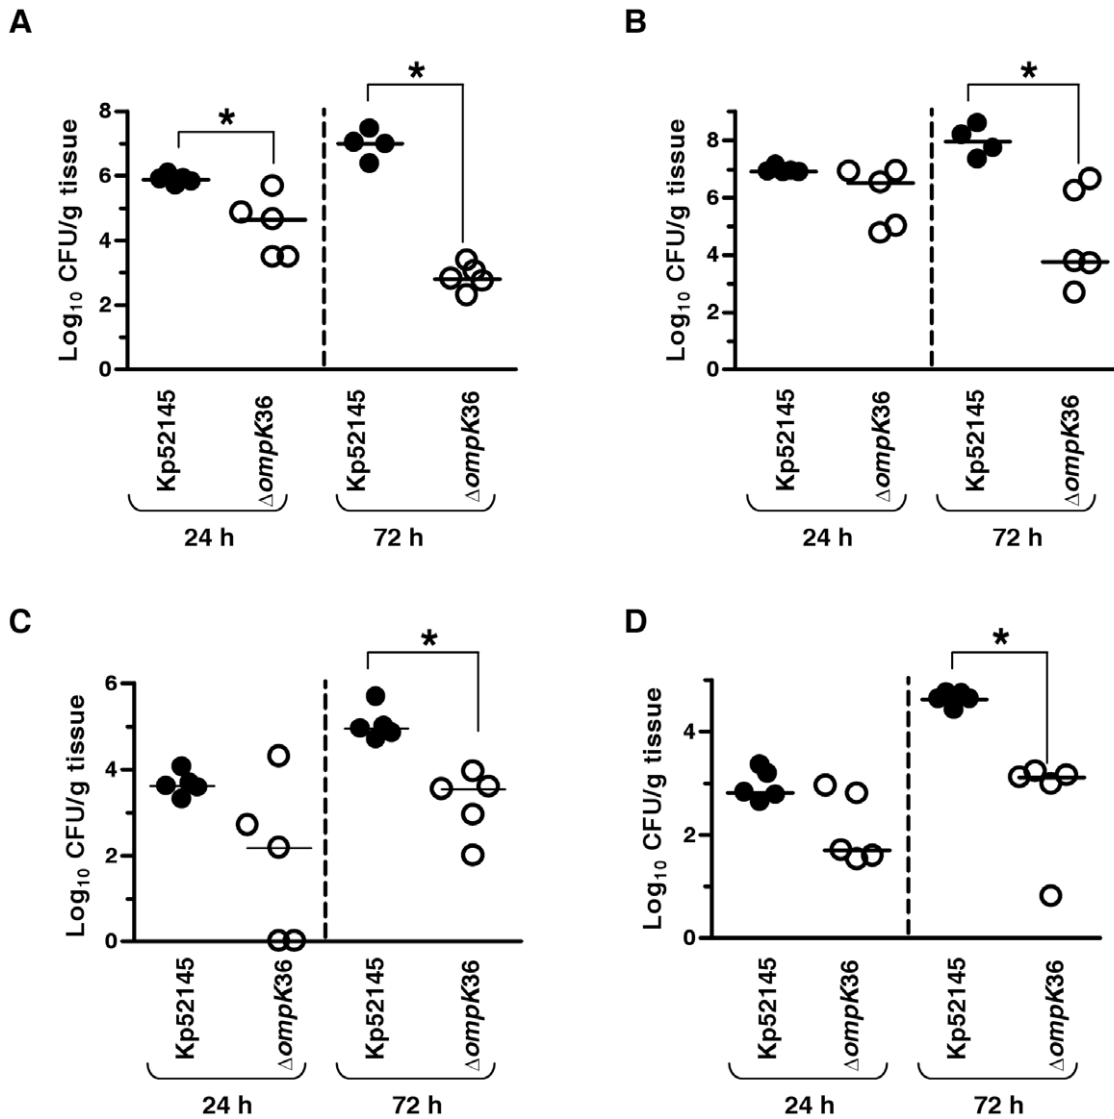 A
Log₁₀ CFU/g tissue
8
6
4
2
0
*
*
Kp52145
ΔompK36
Kp52145
ΔompK36
24 h
72 h
B
Log₁₀ CFU/g tissue
8
6
4
2
0
*
Kp52145
ΔompK36
Kp52145
ΔompK36
24 h
72 h
C
Log₁₀ CFU/g tissue
6
4
2
0
*
Kp52145
ΔompK36
Kp52145
ΔompK36
24 h
72 h
D
Log₁₀ CFU/g tissue
4
2
0
*
Kp52145
ΔompK36
Kp52145
ΔompK36
24 h
72 h